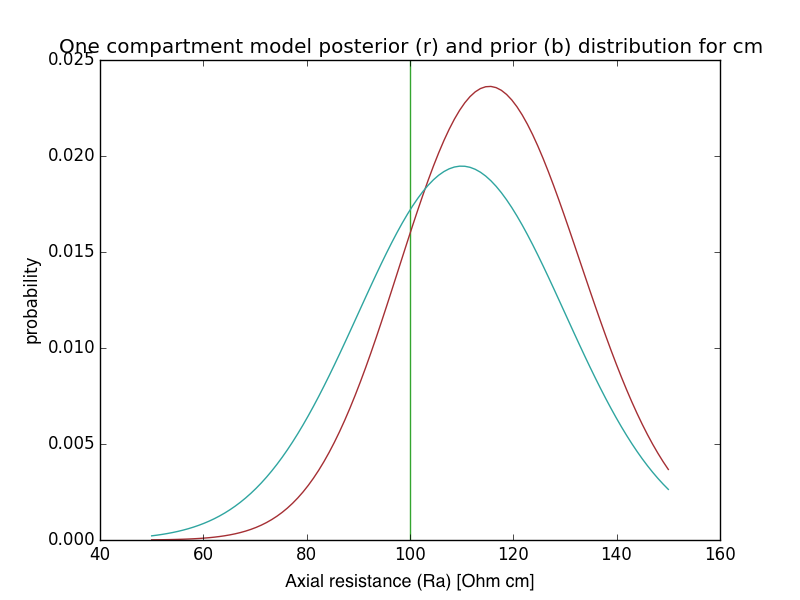 One compartment model posterior (r) and prior (b) distribution for cm
0.025
0.020
0.015
0.010
0.005
0.000
probability
40 60 80 100 120 140 160
Axial resistance (Ra) [Ohm cm]